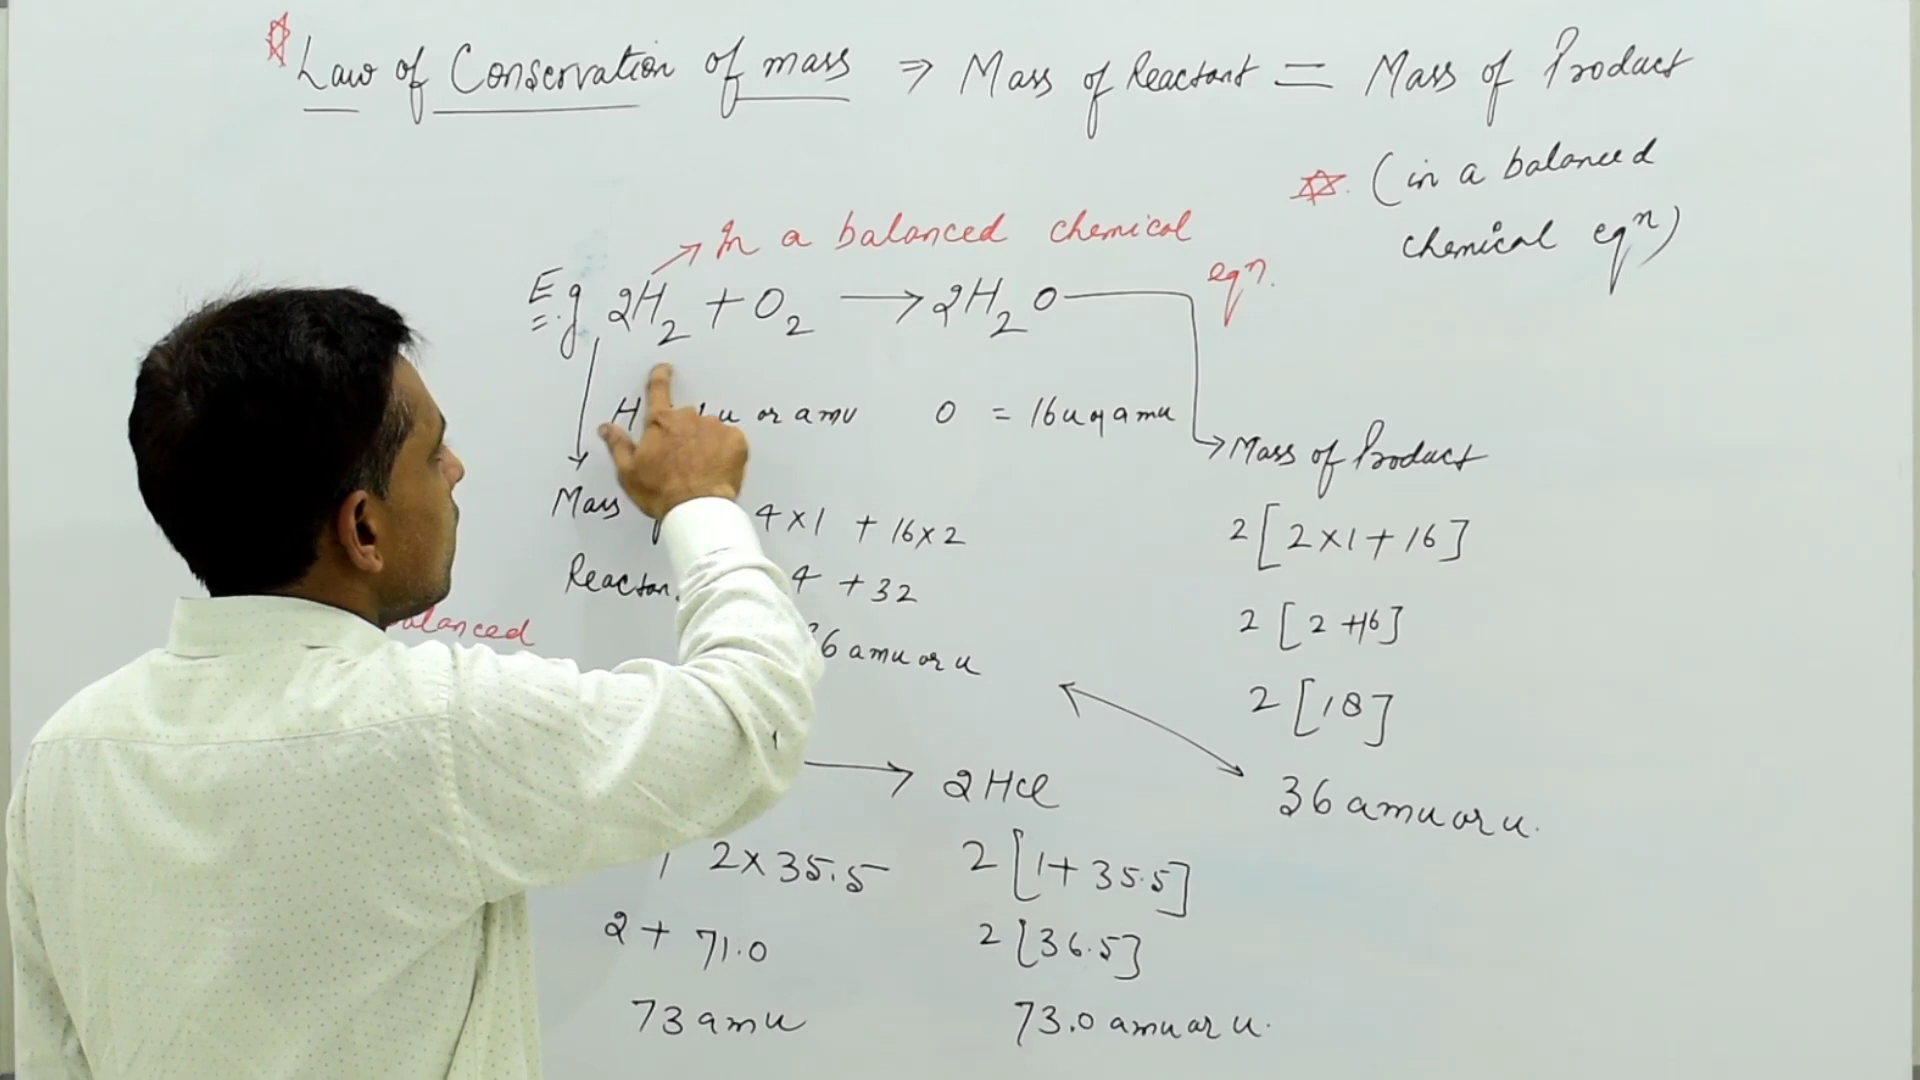 Law of Conservation of mass ⇒ Mass of Reactant = Mass of Product
(in a balanced
chemical eqn)
In a balanced chemical
eqn.
E.g 2H2 + O2 → 2H2O
H u or amu O = 16u or amu
Mass of Product
Mass 4×1 + 16×2
2[2×1+16]
Reactan 4 + 32
2[2+16]
balanced
36 amu or u
2[18]
36 amu or u.
→ 2HCl
2×35.5 2[1+35.5]
2 + 71.0 2[36.5]
73 amu 73.0 amu or u.